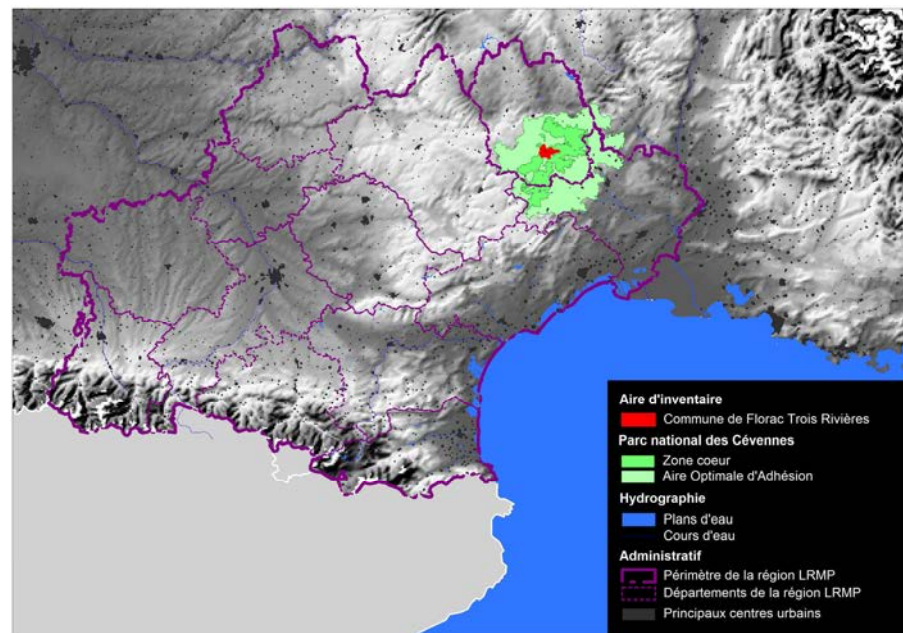 Aire d'inventaire
Commune de Florac Trois Rivières
Parc national des Cévennes
Zone coeur
Aire Optimale d'Adhésion
Hydrographie
Plans d'eau
Cours d'eau
Administratif
Périmètre de la région LRMP
Départements de la région LRMP
Principaux centres urbains